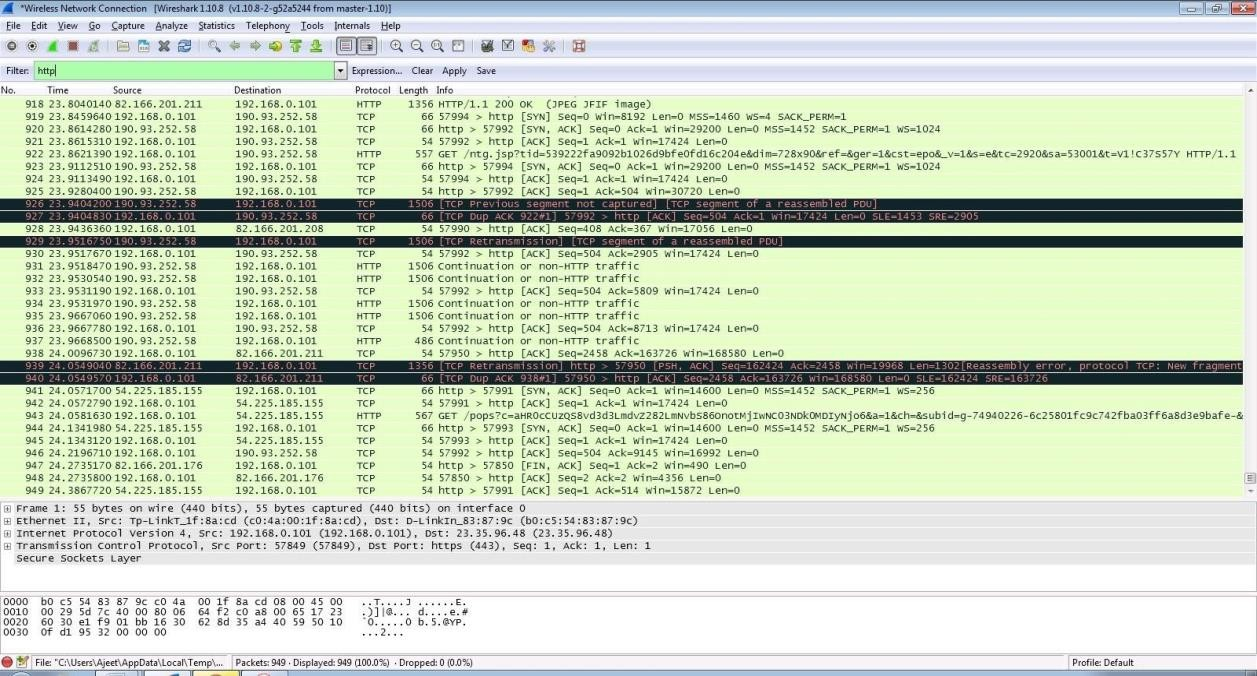 *Wireless Network Connection [Wireshark 1.10.8 (v1.10.8-2-g52a5244 from master-1.10)]
File Edit View Go Capture Analyze Statistics Telephony Tools Internals Help
Filter: http Expression... Clear Apply Save
No. Time Source Destination Protocol Length Info
918 23.8040140 82.166.201.211 192.168.0.101 HTTP 1356 HTTP/1.1 200 OK (JPEG JFIF image)
919 23.8459640 192.168.0.101 190.93.252.58 TCP 66 57994 > http [SYN] Seq=0 Win=8192 Len=0 MSS=1460 WS=4 SACK_PERM=1
920 23.8614280 190.93.252.58 192.168.0.101 TCP 66 http > 57992 [SYN, ACK] Seq=0 Ack=1 Win=29200 Len=0 MSS=1452 SACK_PERM=1 WS=1024
921 23.8615310 192.168.0.101 190.93.252.58 TCP 54 57992 > http [ACK] Seq=1 Ack=1 Win=17424 Len=0
922 23.8621390 192.168.0.101 190.93.252.58 HTTP 557 GET /ntg.jsp?tid=539222fa9092b1026d9bfe0fd16c204e&dim=728x90&ref=&ger=1&cst=epo&_v=1&s=e&tc=2920&sa=53001&t=V1!C37S57Y HTTP/1.1
923 23.9112510 190.93.252.58 192.168.0.101 TCP 66 http > 57994 [SYN, ACK] Seq=0 Ack=1 Win=29200 Len=0 MSS=1452 SACK_PERM=1 WS=1024
924 23.9113490 192.168.0.101 190.93.252.58 TCP 54 57994 > http [ACK] Seq=1 Ack=1 Win=17424 Len=0
925 23.9280400 190.93.252.58 192.168.0.101 TCP 54 http > 57992 [ACK] Seq=1 Ack=504 Win=30720 Len=0
926 23.9404200 190.93.252.58 192.168.0.101 TCP 1506 [TCP Previous segment not captured] [TCP segment of a reassembled PDU]
927 23.9404830 192.168.0.101 190.93.252.58 TCP 66 [TCP Dup ACK 922#1] 57992 > http [ACK] Seq=504 Ack=1 Win=17424 Len=0 SLE=1453 SRE=2905
928 23.9436360 192.168.0.101 82.166.201.208 TCP 54 57990 > http [ACK] Seq=408 Ack=367 Win=17056 Len=0
929 23.9516750 190.93.252.58 192.168.0.101 TCP 1506 [TCP Retransmission] [TCP segment of a reassembled PDU]
930 23.9517670 192.168.0.101 190.93.252.58 TCP 54 57992 > http [ACK] Seq=504 Ack=2905 Win=17424 Len=0
931 23.9518470 190.93.252.58 192.168.0.101 HTTP 1506 Continuation or non-HTTP traffic
932 23.9530540 190.93.252.58 192.168.0.101 HTTP 1506 Continuation or non-HTTP traffic
933 23.9531190 192.168.0.101 190.93.252.58 TCP 54 57992 > http [ACK] Seq=504 Ack=5809 Win=17424 Len=0
934 23.9531970 190.93.252.58 192.168.0.101 HTTP 1506 Continuation or non-HTTP traffic
935 23.9667060 190.93.252.58 192.168.0.101 HTTP 1506 Continuation or non-HTTP traffic
936 23.9667780 192.168.0.101 190.93.252.58 TCP 54 57992 > http [ACK] Seq=504 Ack=8713 Win=17424 Len=0
937 23.9668500 190.93.252.58 192.168.0.101 HTTP 486 Continuation or non-HTTP traffic
938 24.0096730 192.168.0.101 82.166.201.211 TCP 54 57950 > http [ACK] Seq=2458 Ack=163726 Win=168580 Len=0
939 24.0549040 82.166.201.211 192.168.0.101 TCP 1356 [TCP Retransmission] http > 57950 [PSH, ACK] Seq=162424 Ack=2458 Win=19968 Len=1302[Reassembly error, protocol TCP: New fragment
940 24.0549570 192.168.0.101 82.166.201.211 TCP 66 [TCP Dup ACK 938#1] 57950 > http [ACK] Seq=2458 Ack=163726 Win=168580 Len=0 SLE=162424 SRE=163726
941 24.0571700 54.225.185.155 192.168.0.101 TCP 66 http > 57991 [SYN, ACK] Seq=0 Ack=1 Win=14600 Len=0 MSS=1452 SACK_PERM=1 WS=256
942 24.0572790 192.168.0.101 54.225.185.155 TCP 54 57991 > http [ACK] Seq=1 Ack=1 Win=17424 Len=0
943 24.0581630 192.168.0.101 54.225.185.155 HTTP 567 GET /pops?c=aHR0cCUzQS8vd3d3LmdvZ282LmNvbS86OnotMjIwNC03NDk0MDIyNjo6&a=1&ch=&subid=g-74940226-6c25801fc9c742fba03ff6a8d3e9bafe-&
944 24.1341980 54.225.185.155 192.168.0.101 TCP 66 http > 57993 [SYN, ACK] Seq=0 Ack=1 Win=14600 Len=0 MSS=1452 SACK_PERM=1 WS=256
945 24.1343120 192.168.0.101 54.225.185.155 TCP 54 57993 > http [ACK] Seq=1 Ack=1 Win=17424 Len=0
946 24.2196710 192.168.0.101 190.93.252.58 TCP 54 57992 > http [ACK] Seq=504 Ack=9145 Win=16992 Len=0
947 24.2735170 82.166.201.176 192.168.0.101 TCP 54 http > 57850 [FIN, ACK] Seq=1 Ack=2 Win=490 Len=0
948 24.2735800 192.168.0.101 82.166.201.176 TCP 54 57850 > http [ACK] Seq=2 Ack=2 Win=4356 Len=0
949 24.3867720 54.225.185.155 192.168.0.101 TCP 54 http > 57991 [ACK] Seq=1 Ack=514 Win=15872 Len=0
Frame 1: 55 bytes on wire (440 bits), 55 bytes captured (440 bits) on interface 0
Ethernet II, Src: Tp-LinkT_1f:8a:cd (c0:4a:00:1f:8a:cd), Dst: D-LinkIn_83:87:9c (b0:c5:54:83:87:9c)
Internet Protocol Version 4, Src: 192.168.0.101 (192.168.0.101), Dst: 23.35.96.48 (23.35.96.48)
Transmission Control Protocol, Src Port: 57849 (57849), Dst Port: https (443), Seq: 1, Ack: 1, Len: 1
Secure Sockets Layer
0000 b0 c5 54 83 87 9c c0 4a 00 1f 8a cd 08 00 45 00 ..T....J ......E.
0010 00 29 5d 7c 40 00 80 06 64 f2 c0 a8 00 65 17 23 .)]|@... d....e.#
0020 60 30 e1 f9 01 bb 16 30 62 8d 35 a4 40 59 50 10 `0.....0 b.5.@YP.
0030 0f d1 95 32 00 00 00 ...2...
File: "C:\Users\Ajeet\AppData\Local\Temp\... Packets: 949 · Displayed: 949 (100.0%) · Dropped: 0 (0.0%) Profile: Default